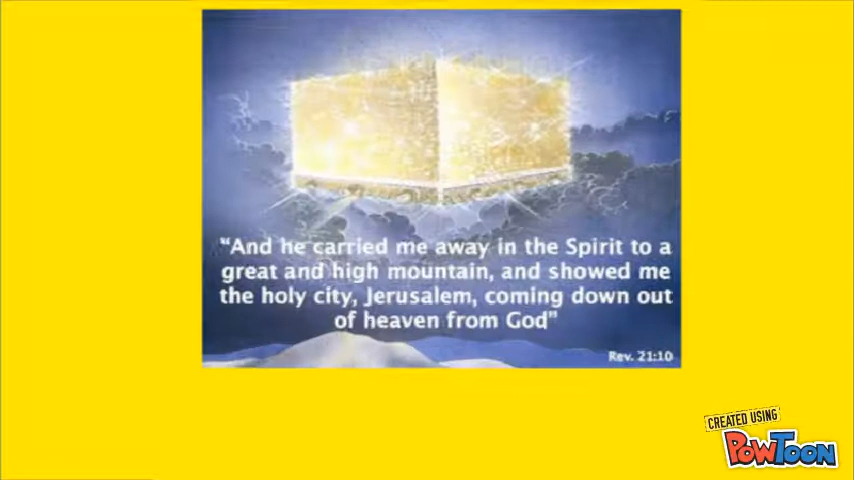 “And he carried me away in the Spirit to a
great and high mountain, and showed me
the holy city, Jerusalem, coming down out
of heaven from God”
Rev. 21:10
CREATED USING
POWTOON